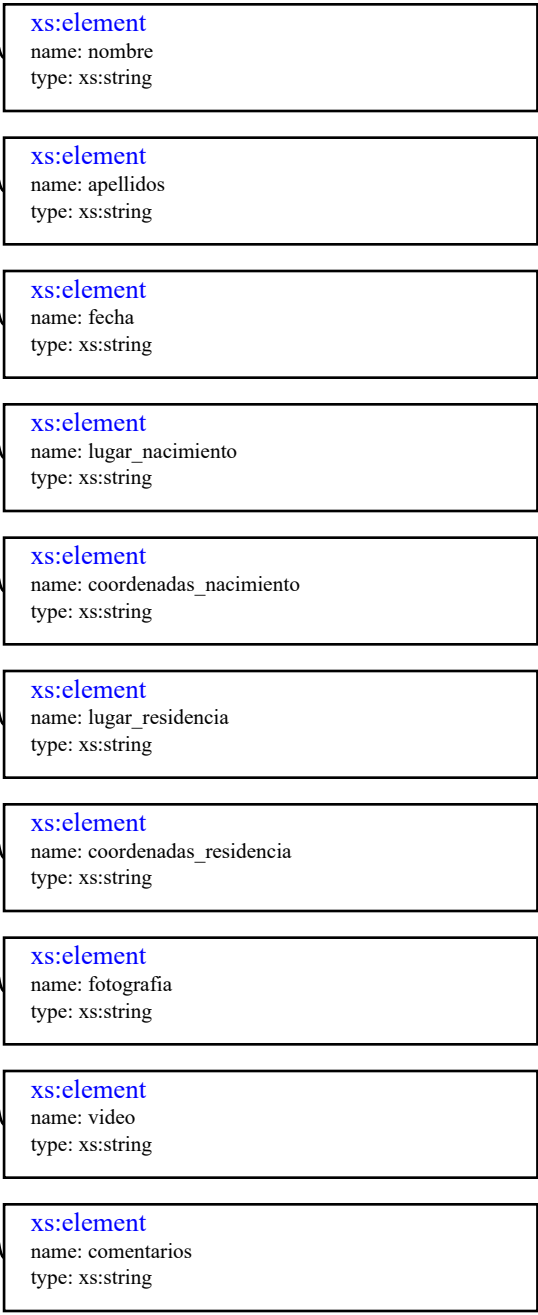 xs:element
name: nombre
type: xs:string
xs:element
name: apellidos
type: xs:string
xs:element
name: fecha
type: xs:string
xs:element
name: lugar_nacimiento
type: xs:string
xs:element
name: coordenadas_nacimiento
type: xs:string
xs:element
name: lugar_residencia
type: xs:string
xs:element
name: coordenadas_residencia
type: xs:string
xs:element
name: fotografia
type: xs:string
xs:element
name: video
type: xs:string
xs:element
name: comentarios
type: xs:string